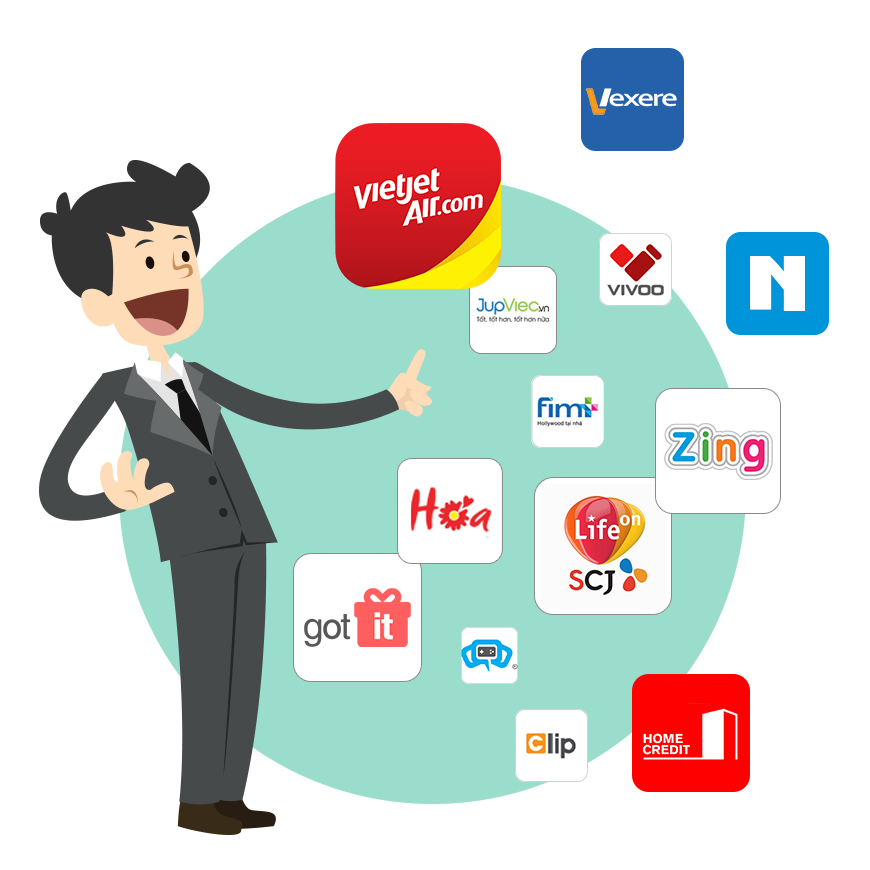 Vexere
vietjet
Air.com
VIVOO
N
JupViec.vn
Tốt, tốt hơn, tốt hơn nữa
fim+
Hollywood tại nhà
Zing
Hoa
Life on
SCJ
got it
®
clip
HOME
CREDIT